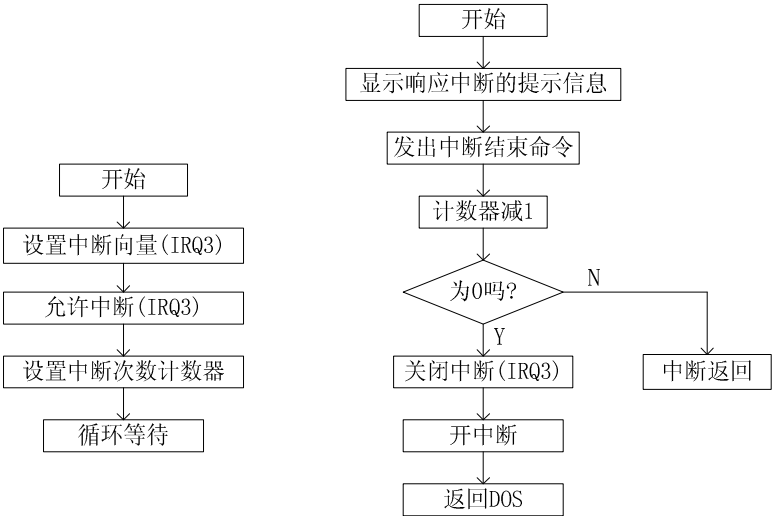 开始
设置中断向量(IRQ3)
允许中断(IRQ3)
设置中断次数计数器
循环等待
开始
显示响应中断的提示信息
发出中断结束命令
计数器减1
为0吗?
N
Y
关闭中断(IRQ3)
中断返回
开中断
返回DOS